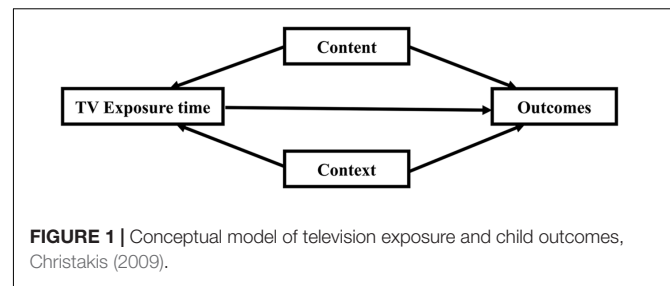 Content
TV Exposure time
Outcomes
Context
FIGURE 1 | Conceptual model of television exposure and child outcomes,
Christakis (2009).